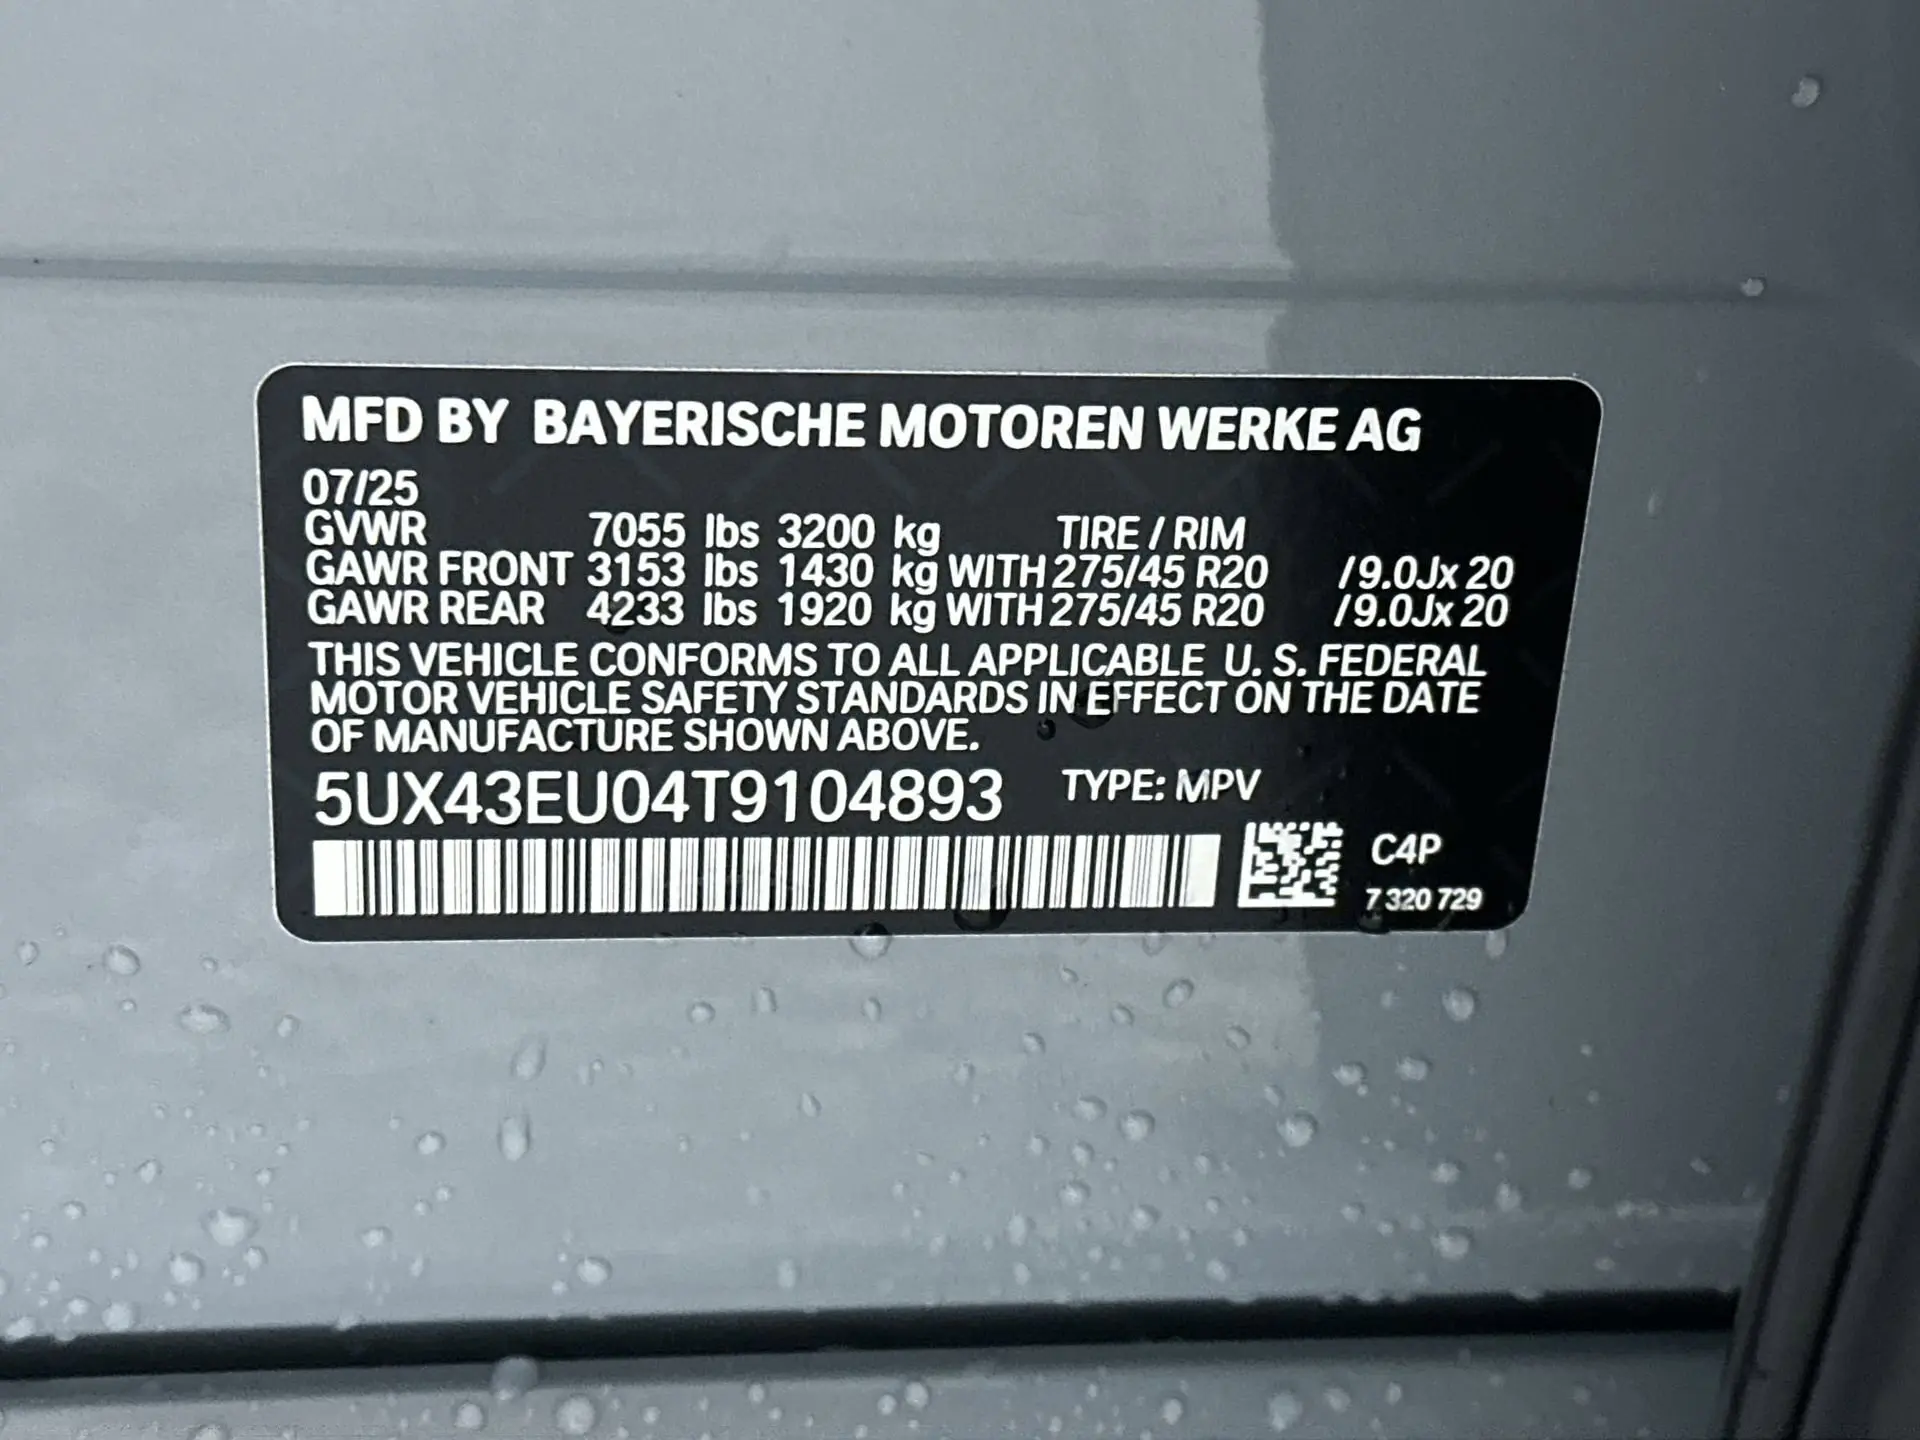 MFD BY BAYERISCHE MOTOREN WERKE AG
07/25
GVWR 7055 lbs 3200 kg TIRE / RIM
GAWR FRONT 3153 lbs 1430 kg WITH 275/45 R20 /9.0Jx 20
GAWR REAR 4233 lbs 1920 kg WITH 275/45 R20 /9.0Jx 20
THIS VEHICLE CONFORMS TO ALL APPLICABLE U. S. FEDERAL
MOTOR VEHICLE SAFETY STANDARDS IN EFFECT ON THE DATE
OF MANUFACTURE SHOWN ABOVE.
5UX43EU04T9104893 TYPE: MPV
C4P
7 320 729